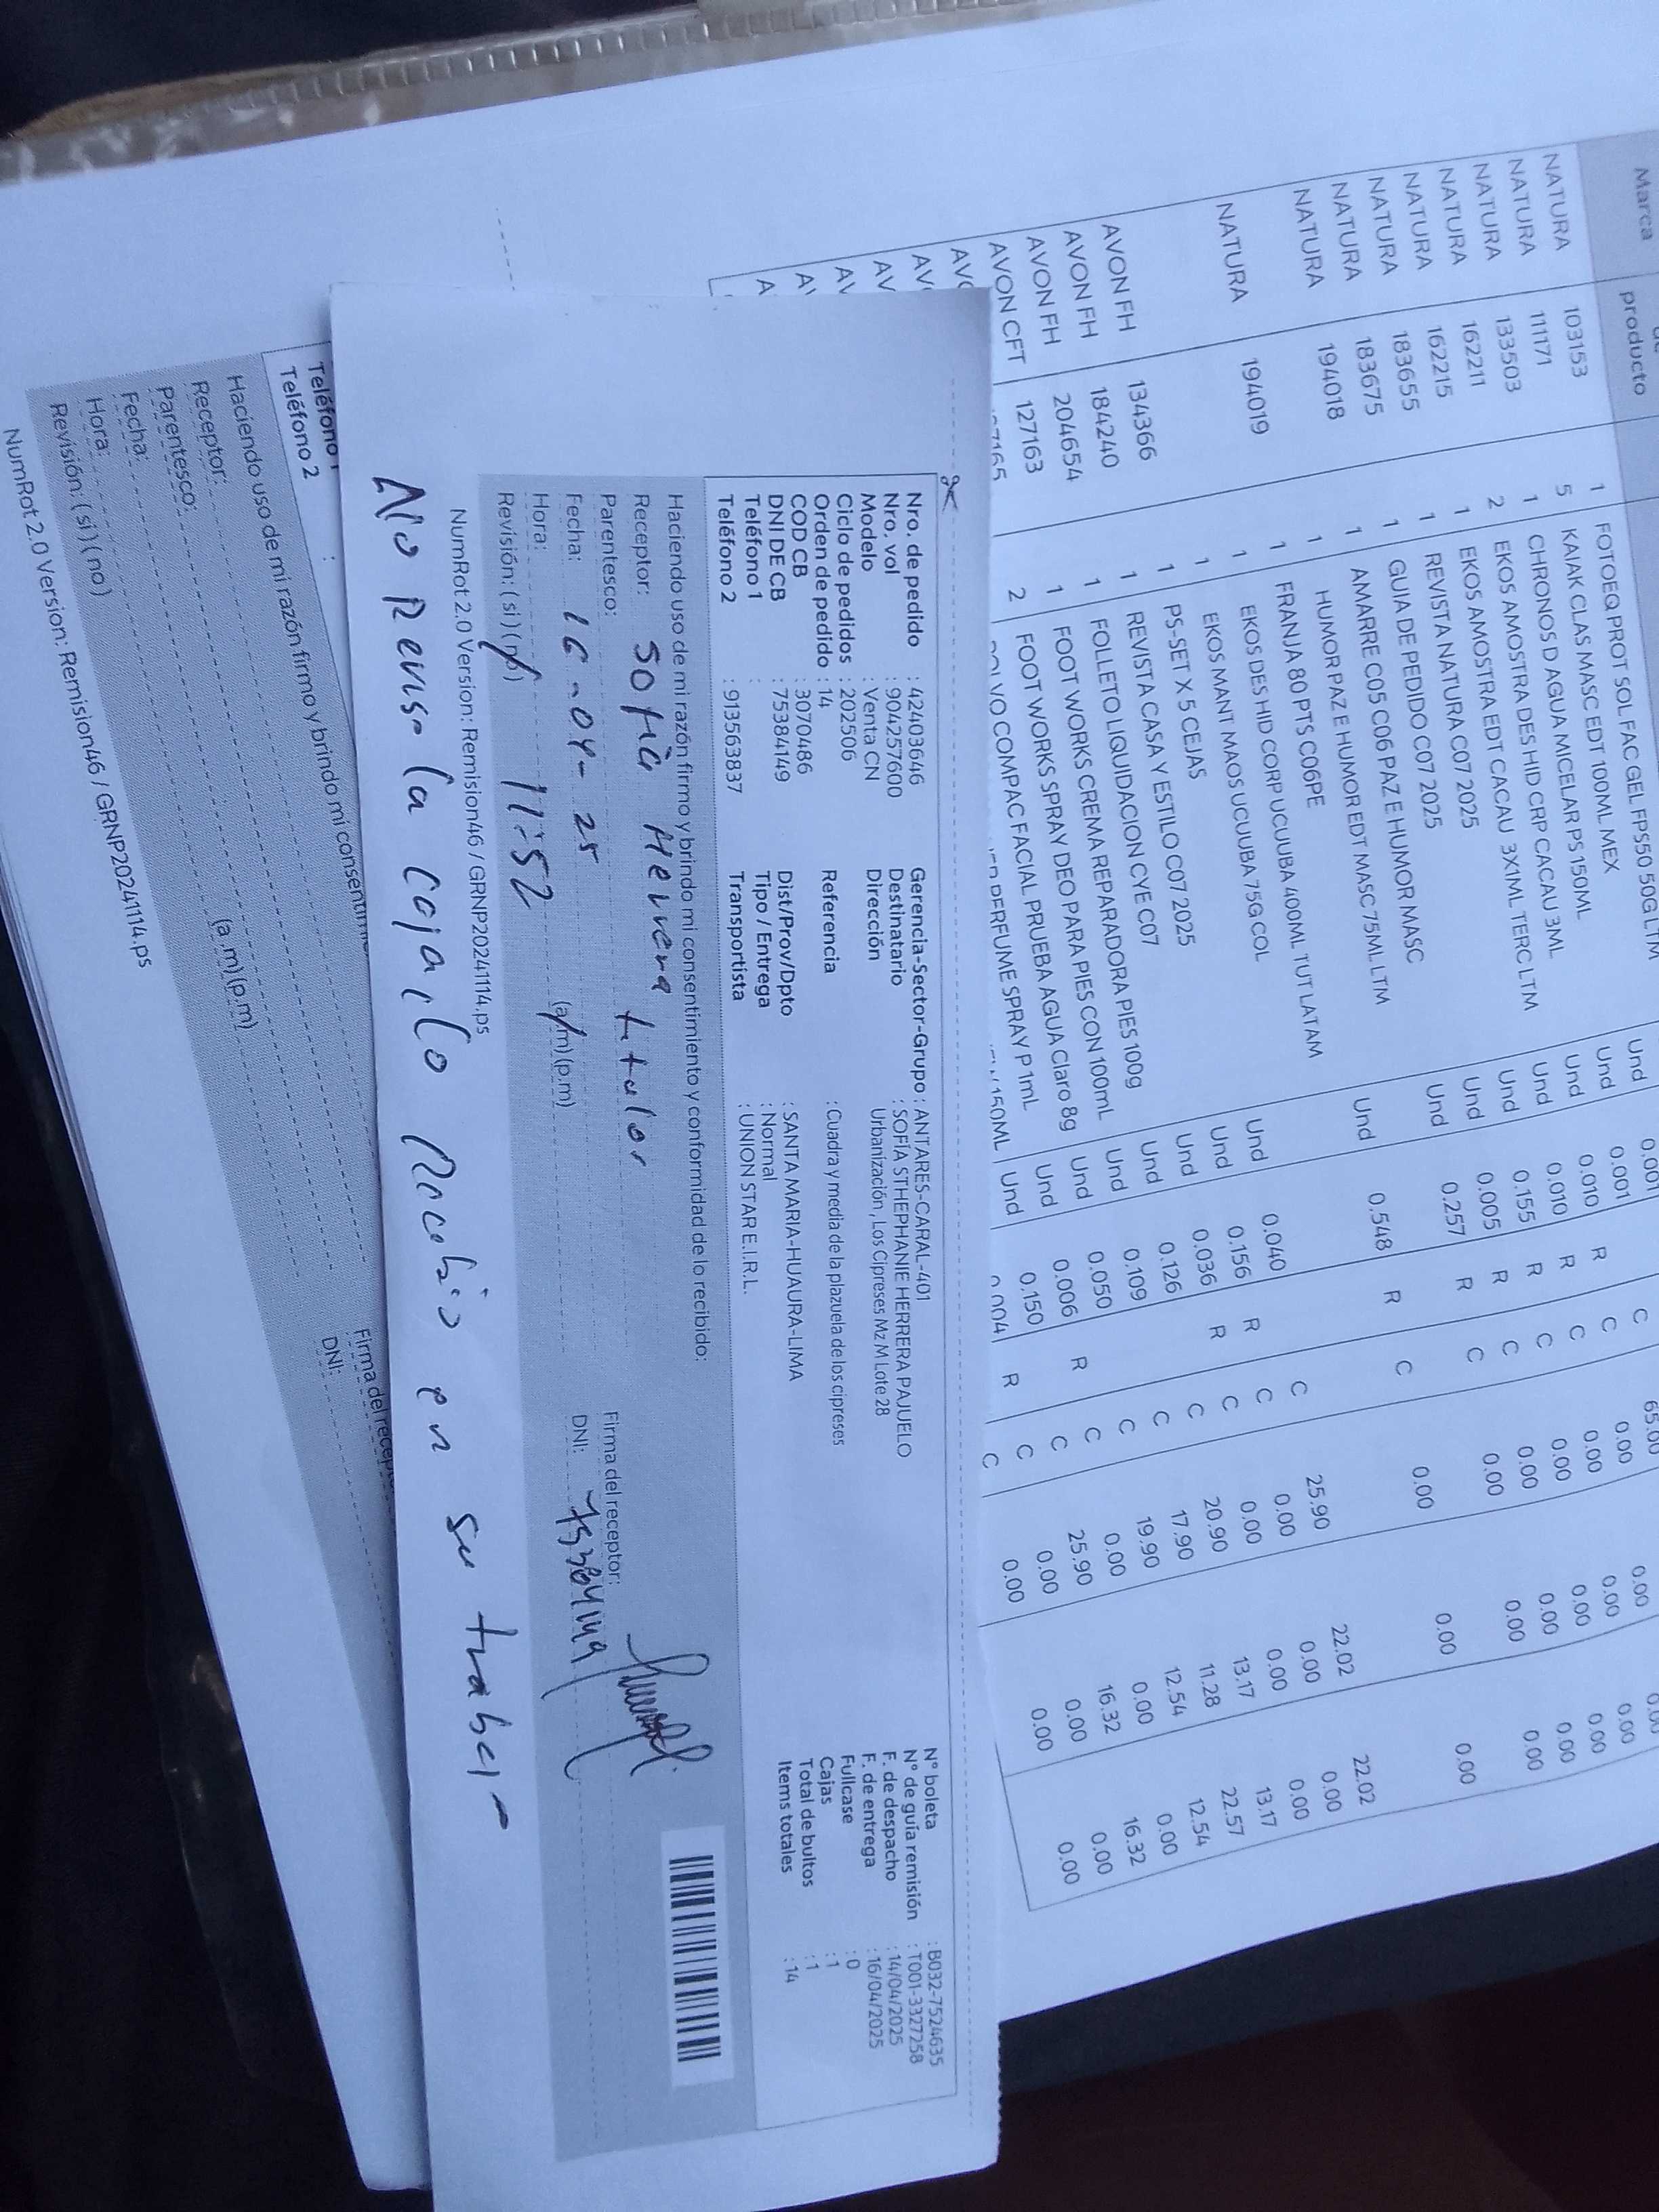 Marca
producto
FOTOEQ PROT SOL FAC GEL FPS50 50G LTM
NATURA 103153 1 KAIAK CLAS MASC EDT 100ML MEX Und
NATURA 111171 5 CHRONOS D AGUA MICELAR PS 150ML Und
NATURA 133503 1 EKOS AMOSTRA DES HID CRP CACAU 3ML Und
NATURA 162211 2 EKOS AMOSTRA EDT CACAU 3X1ML TERC LTM Und
NATURA 162215 1 REVISTA NATURA C07 2025 Und
NATURA 183655 1 GUIA DE PEDIDO C07 2025 Und
NATURA 183675 1 AMARRE C05 C06 PAZ E HUMOR MASC Und
NATURA 194018 1 HUMOR PAZ E HUMOR EDT MASC 75ML LTM
1 FRANJA 80 PTS C06PE Und
NATURA 194019 1 EKOS DES HID CORP UCUUBA 400ML TUT LATAM
1 EKOS MANT MAOS UCUUBA 75G COL
AVON FH 134366 1 PS-SET X 5 CEJAS Und
AVON FH 184240 1 REVISTA CASA Y ESTILO C07 2025 Und
AVON FH 204654 1 FOLLETO LIQUIDACION CYE C07 Und
AVON CFT 127163 1 FOOT WORKS CREMA REPARADORA PIES 100g Und
1 FOOT WORKS SPRAY DEO PARA PIES CON 100mL Und
2 FOOT WORKS COMPAC FACIAL PRUEBA AGUA Claro 8g Und
PERFUME SPRAY P 1mL Und
150ML Und
0.001 0.001 0.010 0.010 0.155 0.005 0.257 0.548 0.040 0.156 0.036 0.126 0.109 0.050 0.006 0.150 0.004
65.00 0.00 0.00 0.00 0.00 0.00 0.00 25.90 0.00 0.00 20.90 17.90 19.90 0.00 25.90 0.00 0.00
0.00 0.00 0.00 0.00 0.00 0.00 22.02 0.00 0.00 13.17 11.28 12.54 0.00 16.32 0.00 0.00
0.00 0.00 0.00 0.00 0.00 0.00 22.02 0.00 0.00 13.17 22.57 12.54 0.00 16.32 0.00 0.00
Nro. de pedido : 42403646
Nro. vol : 904257600
Modelo : Venta CN
Ciclo de pedidos : 202506
Orden de pedido : 14
COD CB : 3070486
DNI DE CB : 75384149
Teléfono 1 :
Teléfono 2 : 913563837
Gerencia-Sector-Grupo : ANTARES-CARAL-401
Destinatario : SOFÍA STHEPHANIE HERRERA PAJUELO
Dirección Urbanización , Los Cipreses Mz M Lote 28
Referencia : Cuadra y media de la plazuela de los cipreses
Dist/Prov/Dpto : SANTA MARIA-HUAURA-LIMA
Tipo / Entrega : Normal
Transportista : UNION STAR E.I.R.L.
N° boleta : B032-7524635
N° de guía remisión : T001-3327258
F. de despacho : 14/04/2025
F. de entrega : 16/04/2025
Fullcase : 0
Cajas : 1
Total de bultos : 1
Items totales : 14
Haciendo uso de mi razón firmo y brindo mi consentimiento y conformidad de lo recibido:
Receptor: Sofia Herrera
Parentesco: titular
Fecha: 16-04-25
Hora: 11:52 (a.m)(p.m)
Revisión: (si)(no)
Firma del receptor:
DNI: 75384149
NumRot 2.0 Version: Remision46 / GRNP20241114.ps
No Reviso la caja, lo Recibio en su trabajo
Teléfono 1
Teléfono 2 :
Haciendo uso de mi razón firmo y brindo mi consentim
Receptor:
Parentesco:
Fecha:
Hora: (a.m)(p.m)
Revisión: (si)(no)
Firma del recept
DNI:
NumRot 2.0 Version: Remision46 / GRNP20241114.ps